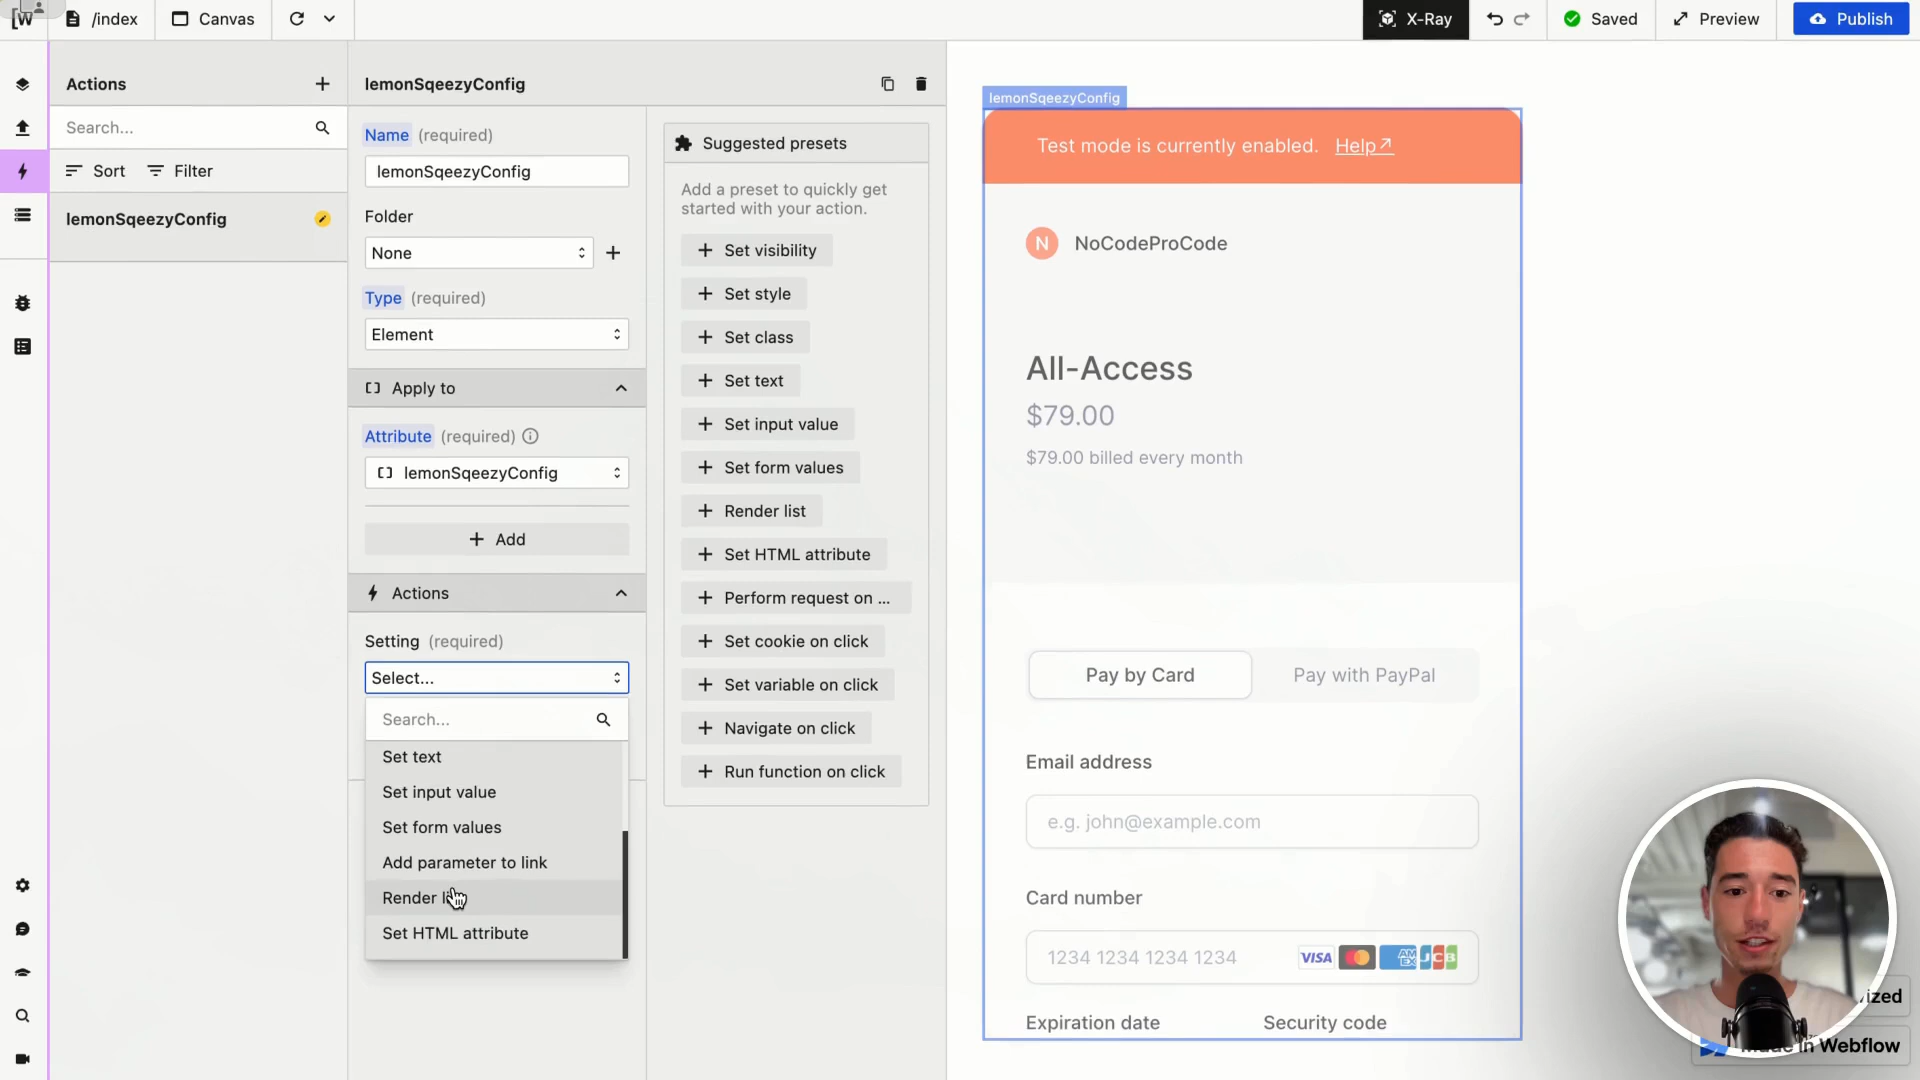 [W
/index
Canvas
X-Ray
Saved
Preview
Publish
Actions
Search...
Sort
Filter
lemonSqeezyConfig
lemonSqeezyConfig
Name (required)
lemonSqeezyConfig
Folder
None
Type (required)
Element
Apply to
Attribute (required)
lemonSqeezyConfig
Add
Actions
Setting (required)
Select...
Search...
Set text
Set input value
Set form values
Add parameter to link
Set HTML attribute
Render
Suggested presets
Add a preset to quickly get
started with your action.
Set visibility
Set style
Set class
Set text
Set input value
Set form values
Render list
Set HTML attribute
Perform request on ...
Set cookie on click
Set variable on click
Navigate on click
Run function on click
lemonSqeezyConfig
Test mode is currently enabled. Help↗
N NoCodeProCode
All-Access
$79.00
$79.00 billed every month
Pay by Card
Pay with PayPal
Email address
e.g. john@example.com
Card number
1234 1234 1234 1234
VISA
AM
EX
JCB
Expiration date
Security code
in Webflow